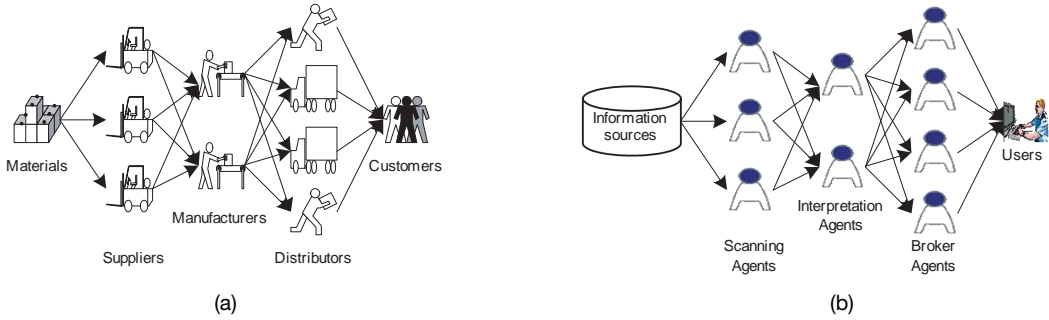 Materials
Suppliers
Manufacturers
Distributors
Customers
(a)
Information
sources
Scanning
Agents
Interpretation
Agents
Broker
Agents
Users
(b)